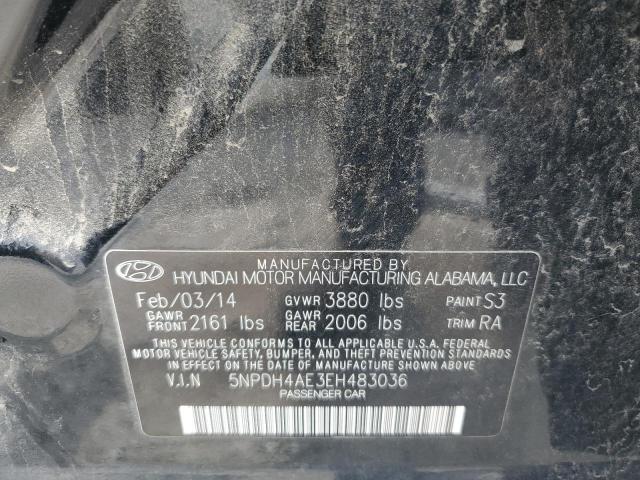 MANUFACTURED BY
HYUNDAI MOTOR MANUFACTURING ALABAMA, LLC
Feb/03/14 GVWR 3880 lbs PAINT S3
GAWR FRONT 2161 lbs GAWR REAR 2006 lbs TRIM RA
THIS VEHICLE CONFORMS TO ALL APPLICABLE U.S.A. FEDERAL
MOTOR VEHICLE SAFETY, BUMPER, AND THEFT PREVENTION STANDARDS
IN EFFECT ON THE DATE OF MANUFACTURE SHOWN ABOVE
V.I.N 5NPDH4AE3EH483036
PASSENGER CAR